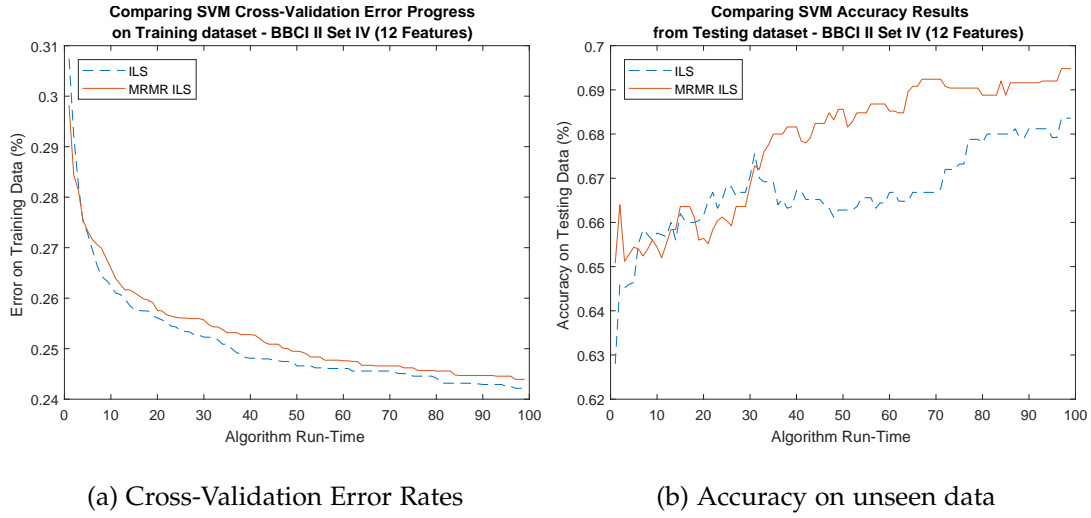 Comparing SVM Cross-Validation Error Progress
on Training dataset - BBCI II Set IV (12 Features)
0.31
0.3
0.29
0.28
0.27
0.26
0.25
0.24
Error on Training Data (%)
ILS
MRMR ILS
0 10 20 30 40 50 60 70 80 90 100
Algorithm Run-Time
(a) Cross-Validation Error Rates
Comparing SVM Accuracy Results
from Testing dataset - BBCI II Set IV (12 Features)
0.7
0.69
0.68
0.67
0.66
0.65
0.64
0.63
0.62
Accuracy on Testing Data (%)
ILS
MRMR ILS
0 10 20 30 40 50 60 70 80 90 100
Algorithm Run-Time
(b) Accuracy on unseen data